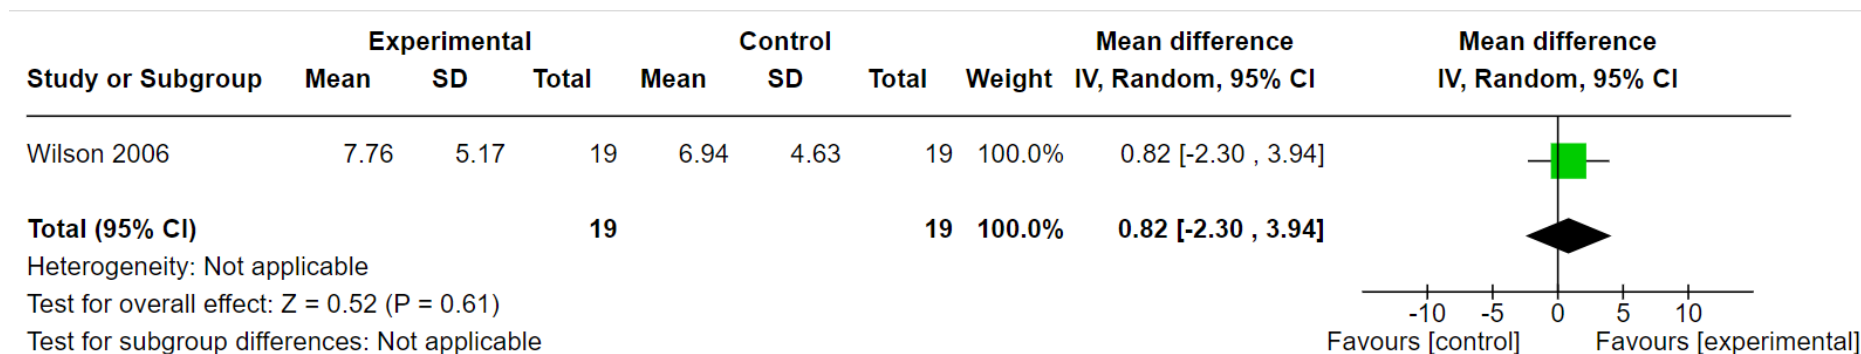 Experimental Control Mean difference Mean difference
Study or Subgroup Mean SD Total Mean SD Total Weight IV, Random, 95% CI IV, Random, 95% CI
Wilson 2006 7.76 5.17 19 6.94 4.63 19 100.0% 0.82 [-2.30 , 3.94]
Total (95% CI) 19 19 100.0% 0.82 [-2.30 , 3.94]
Heterogeneity: Not applicable
Test for overall effect: Z = 0.52 (P = 0.61)
-10 -5 0 5 10
Test for subgroup differences: Not applicable
Favours [control] Favours [experimental]